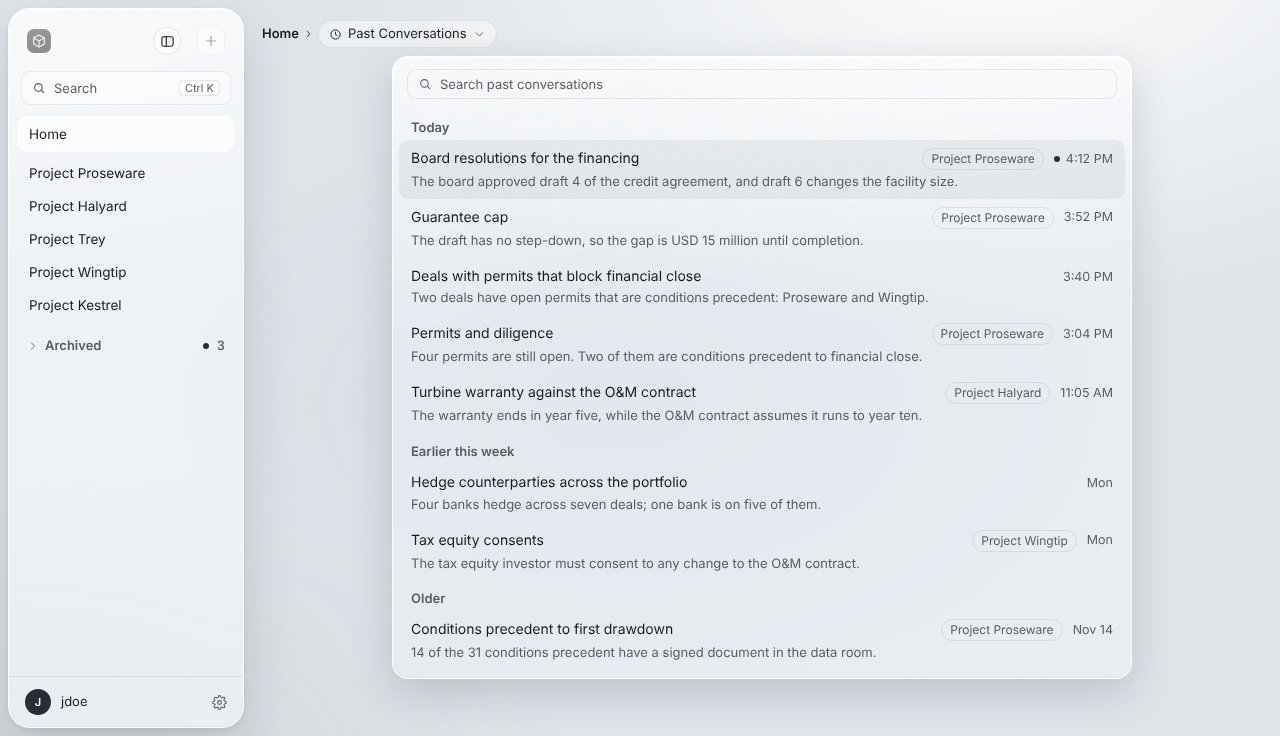 Search
Ctrl K
Home
Project Proseware
Project Halyard
Project Trey
Project Wingtip
Project Kestrel
Archived
3
J
jdoe
Home
Past Conversations
Search past conversations
Today
Board resolutions for the financing
Project Proseware
4:12 PM
The board approved draft 4 of the credit agreement, and draft 6 changes the facility size.
Guarantee cap
Project Proseware
3:52 PM
The draft has no step-down, so the gap is USD 15 million until completion.
Deals with permits that block financial close
3:40 PM
Two deals have open permits that are conditions precedent: Proseware and Wingtip.
Permits and diligence
Project Proseware
3:04 PM
Four permits are still open. Two of them are conditions precedent to financial close.
Turbine warranty against the O&M contract
Project Halyard
11:05 AM
The warranty ends in year five, while the O&M contract assumes it runs to year ten.
Earlier this week
Hedge counterparties across the portfolio
Mon
Four banks hedge across seven deals; one bank is on five of them.
Tax equity consents
Project Wingtip
Mon
The tax equity investor must consent to any change to the O&M contract.
Older
Conditions precedent to first drawdown
Project Proseware
Nov 14
14 of the 31 conditions precedent have a signed document in the data room.